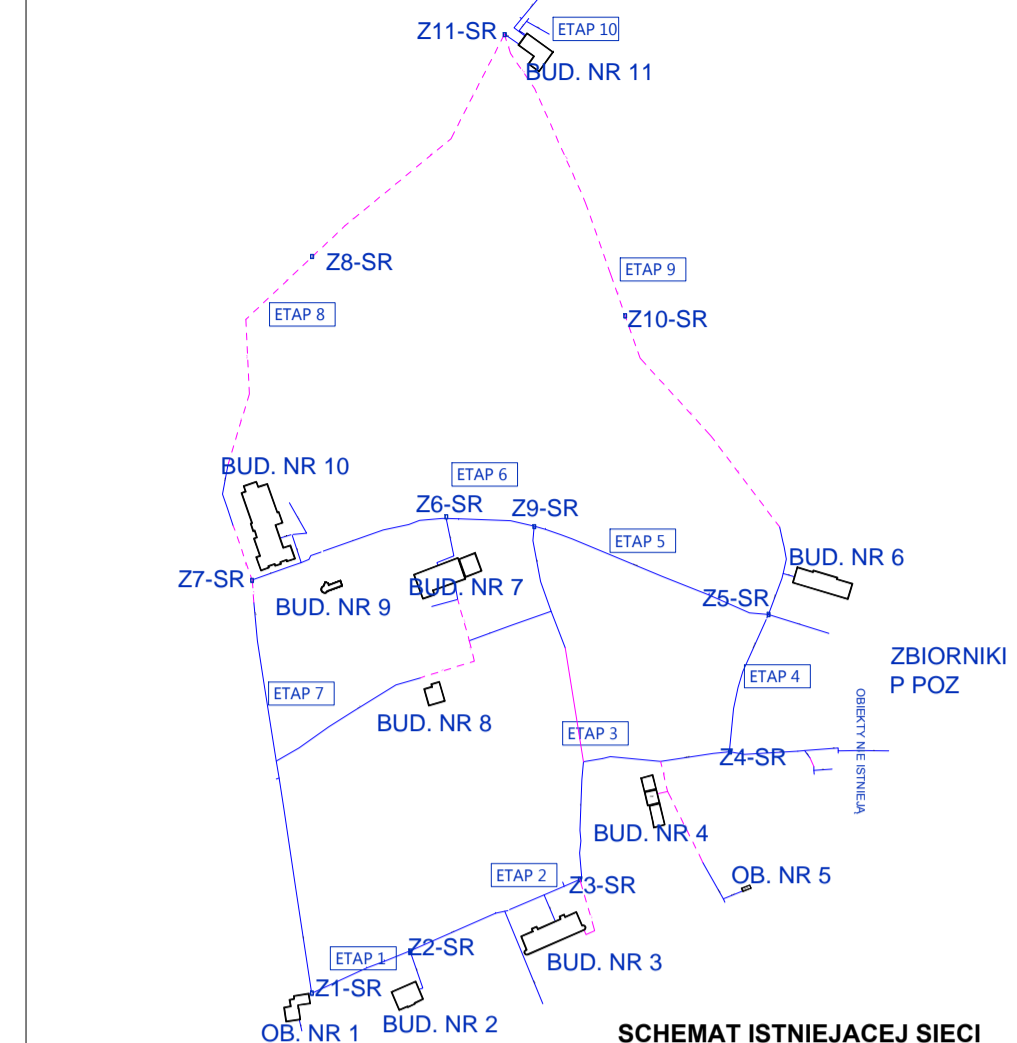 Z11-SR
ETAP 10
BUD. NR 11
Z8-SR
ETAP 9
ETAP 8
Z10-SR
BUD. NR 10
ETAP 6
Z6-SR
Z9-SR
ETAP 5
BUD. NR 6
Z7-SR
BUD. NR 9
BUD. NR 7
Z5-SR
ZBIORNIKI
P POZ
ETAP 4
ETAP 7
BUD. NR 8
OBIEKTY NIE ISTNIEJĄ
ETAP 3
Z4-SR
BUD. NR 4
ETAP 2
Z3-SR
OB. NR 5
Z2-SR
ETAP 1
BUD. NR 3
Z1-SR
BUD. NR 2
OB. NR 1
SCHEMAT ISTNIEJACEJ SIECI